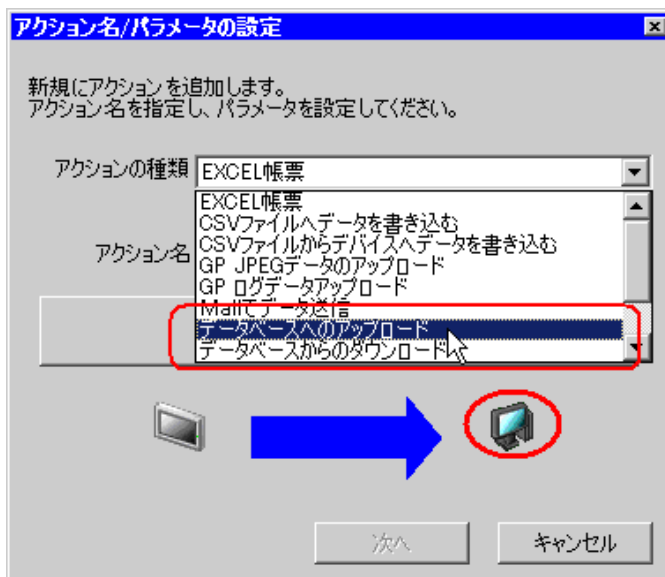 アクション名/パラメータの設定
新規にアクションを追加します。
アクション名を指定し、パラメータを設定してください。
アクションの種類
EXCEL帳票
EXCEL帳票
CSVファイルへデータを書き込む
アクション名
CSVファイルからデバイスへデータを書き込む
GP JPEGデータのアップロード
GP ログデータアップロード
Mailでデータ送信
データベースへのアップロード
データベースからのダウンロード
次へ
キャンセル